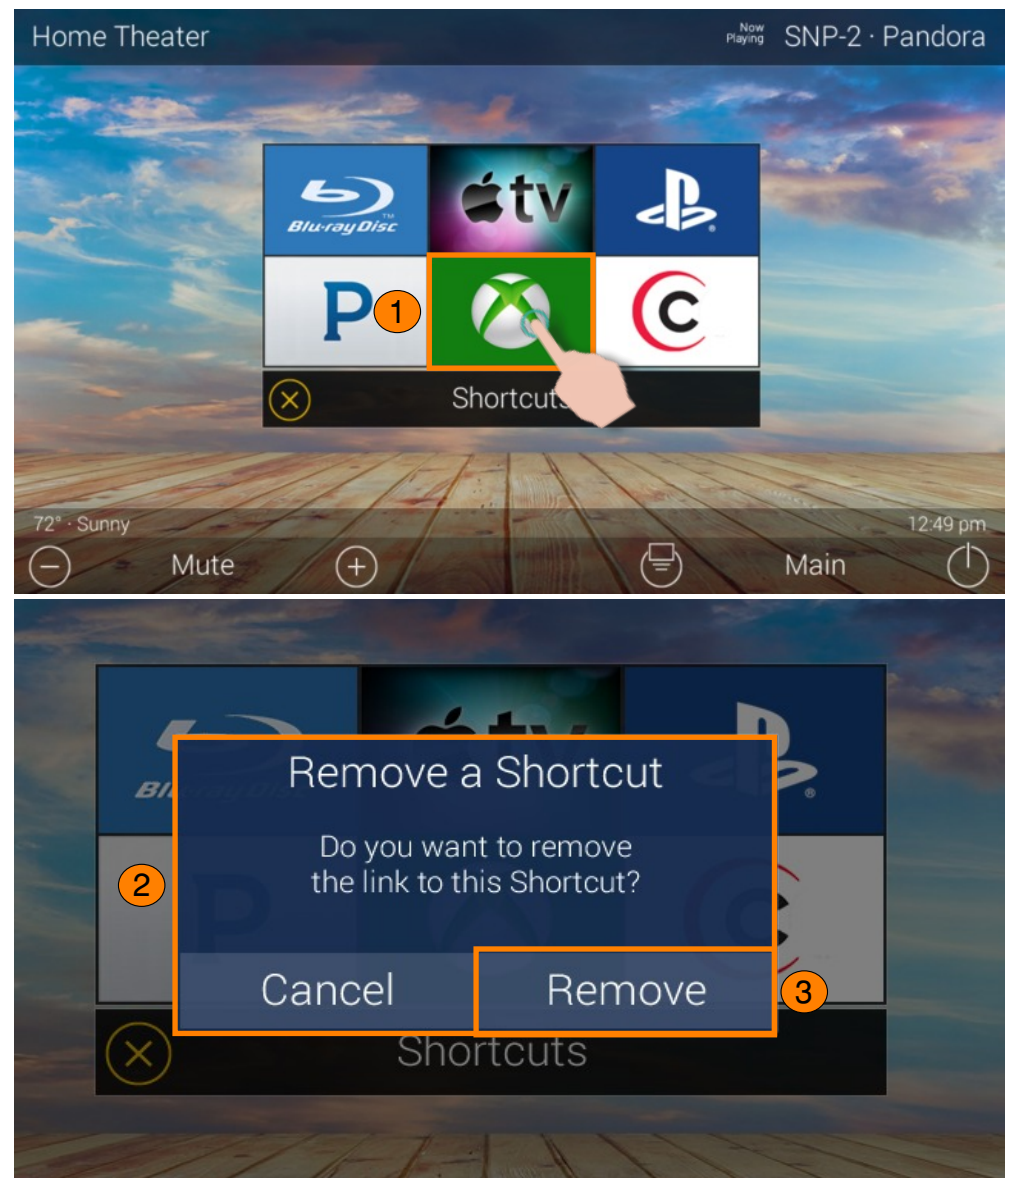 Home Theater
Now
Playing
SNP-2 · Pandora
Blu-ray Disc™
tv
P
1
C
Shortcuts
72° · Sunny
12:49 pm
Mute
Main
Remove a Shortcut
Do you want to remove
the link to this Shortcut?
2
Cancel
Remove
3
Shortcuts